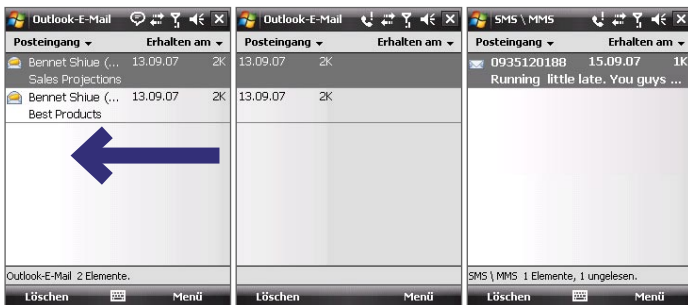 Outlook-E-Mail
Posteingang Erhalten am
Bennet Shiue (... 13.09.07 2K
Sales Projections
Bennet Shiue (... 13.09.07 2K
Best Products
Outlook-E-Mail 2 Elemente.
Löschen Menü
Outlook-E-Mail
Posteingang Erhalten am
13.09.07 2K
13.09.07 2K
Löschen Menü
SMS \ MMS
Posteingang Erhalten am
0935120188 15.09.07 1K
Running little late. You guys ...
SMS \ MMS 1 Elemente, 1 ungelesen.
Löschen Menü